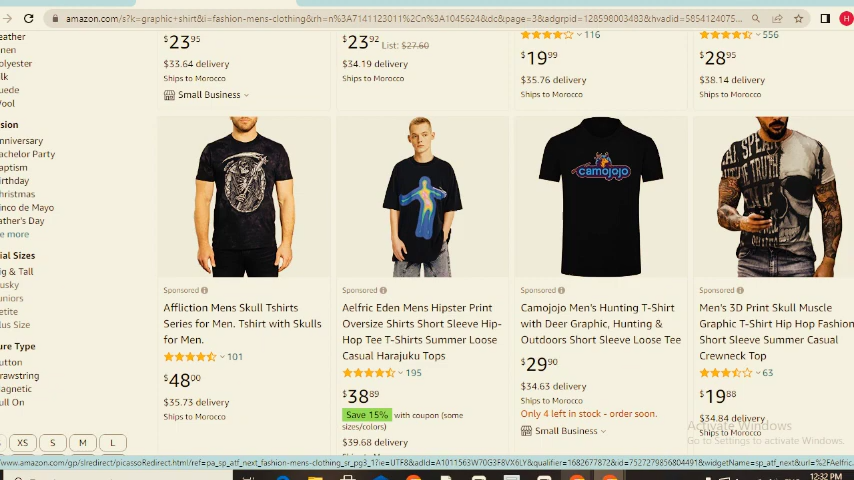 amazon.com/s?k=graphic+shirt&i=fashion-mens-clothing&rh=n%3A7141123011%2Cn%3A1045624&dc&page=3&adgrpid=1285980003483&hvadid=5854124075...
eather
inen
olyester
ilk
uede
ool
sion
nniversary
achelor Party
aptism
irthday
hristmas
inco de Mayo
ather's Day
e more
ial Sizes
ig & Tall
usky
uniors
etite
lus Size
ure Type
utton
rawstring
agnetic
ull On
XS S M L
$23.95
$33.64 delivery
Ships to Morocco
Small Business
$23.92 List: $27.60
$34.19 delivery
Ships to Morocco
116
$19.99
$35.76 delivery
Ships to Morocco
556
$28.95
$38.14 delivery
Ships to Morocco
Sponsored
Affliction Mens Skull Tshirts
Series for Men. Tshirt with Skulls
for Men.
101
$48.00
$35.73 delivery
Ships to Morocco
Sponsored
Aelfric Eden Mens Hipster Print
Oversize Shirts Short Sleeve Hip-
Hop Tee T-Shirts Summer Loose
Casual Harajuku Tops
195
$38.89
Save 15% with coupon (some
sizes/colors)
$39.68 delivery
camojojo
Sponsored
Camojojo Men's Hunting T-Shirt
with Deer Graphic, Hunting &
Outdoors Short Sleeve Loose Tee
$29.90
$34.63 delivery
Ships to Morocco
Only 4 left in stock - order soon.
Small Business
Sponsored
Men's 3D Print Skull Muscle
Graphic T-Shirt Hip Hop Fashion
Short Sleeve Summer Casual
Crewneck Top
63
$19.88
$34.84 delivery
Ships to Morocco
Activate Windows
Go to Settings to activate Windows.
12:32 PM